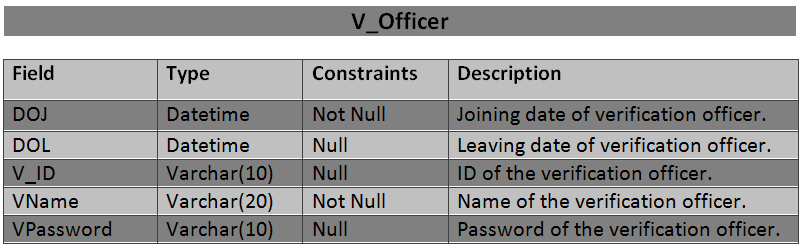 V_Officer
Field Type Constraints Description
DOJ Datetime Not Null Joining date of verification officer.
DOL Datetime Null Leaving date of verification officer.
V_ID Varchar(10) Null ID of the verification officer.
VName Varchar(20) Not Null Name of the verification officer.
VPassword Varchar(10) Null Password of the verification officer.